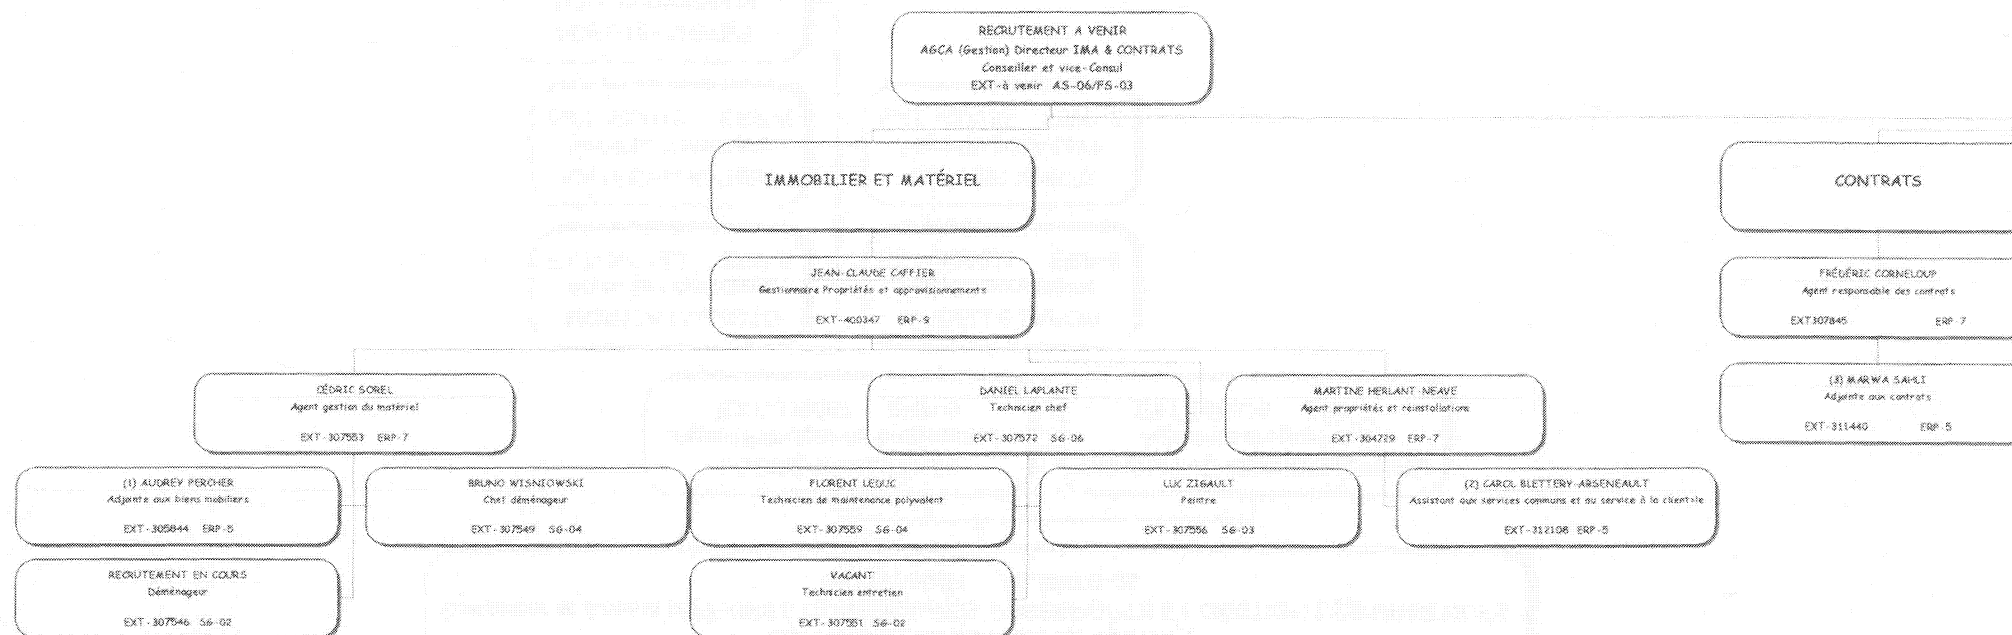 RECRUTEMENT A VENIR
AGCA (Gestion) Directeur IMA & CONTRATS
Conseiller et vice-Consul
EXT-à venir AS-06/FS-03
IMMOBILIER ET MATÉRIEL
CONTRATS
JEAN-CLAUDE CAFFIER
Gestionnaire Propriétés et approvisionnements
EXT-400347 ERP-9
FRÉDÉRIC CORNELOUP
Agent responsable des contrats
EXT307845 ERP-7
CÉDRIC SOREL
Agent gestion du matériel
EXT-307553 ERP-7
DANIEL LAPLANTE
Technicien chef
EXT-307572 SG-06
MARTINE HERLANT-NEAVE
Agent propriétés et réinstallations
EXT-304729 ERP-7
(3) MARWA SAHLI
Adjointe aux contrats
EXT-311440 ERP-5
(1) AUDREY PERCHER
Adjointe aux biens mobiliers
EXT-305844 ERP-5
BRUNO WISNIOWSKI
Chef déménageur
EXT-307549 SG-04
FLORENT LEDUC
Technicien de maintenance polyvalent
EXT-307559 SG-04
LUC ZIGAULT
Peintre
EXT-307556 SG-03
(2) CAROL BLETTERY-ARSENEAULT
Assistant aux services communs et au service à la clientèle
EXT-312108 ERP-5
RECRUTEMENT EN COURS
Déménageur
EXT-307546 SG-02
VACANT
Technicien entretien
EXT-307551 SG-02